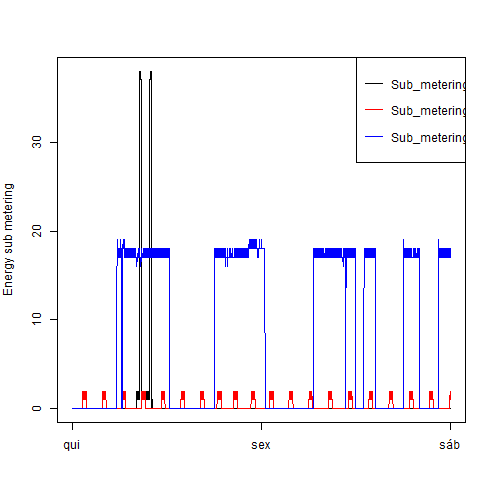 Sub_metering
Sub_metering
Sub_metering
Energy sub metering
30
20
10
0
qui
sex
sáb